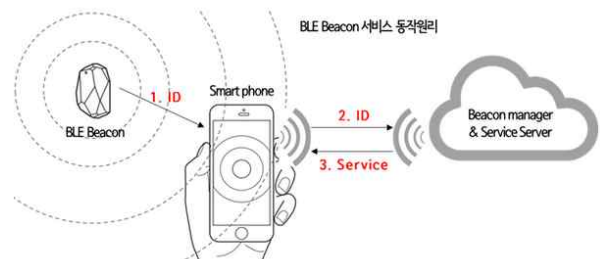 BLE Beacon 서비스 동작원리
1. ID
Smart phone
BLE Beacon
2. ID
3. Service
Beacon manager
& Service Server